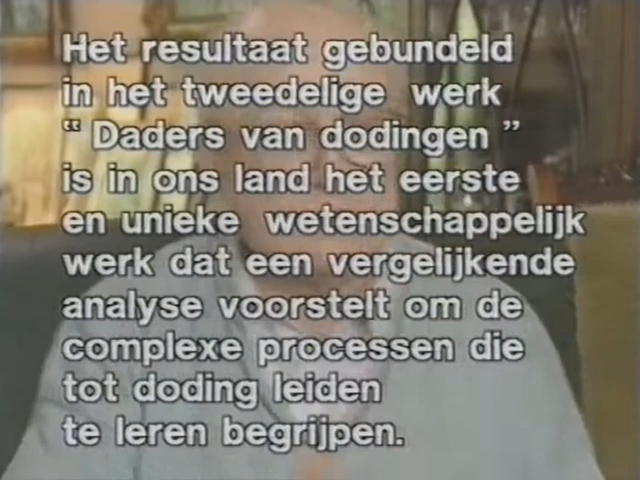 Het resultaat gebundeld
in het tweedelige werk
“ Daders van dodingen ”
is in ons land het eerste
en unieke wetenschappelijk
werk dat een vergelijkende
analyse voorstelt om de
complexe processen die
tot doding leiden
te leren begrijpen.